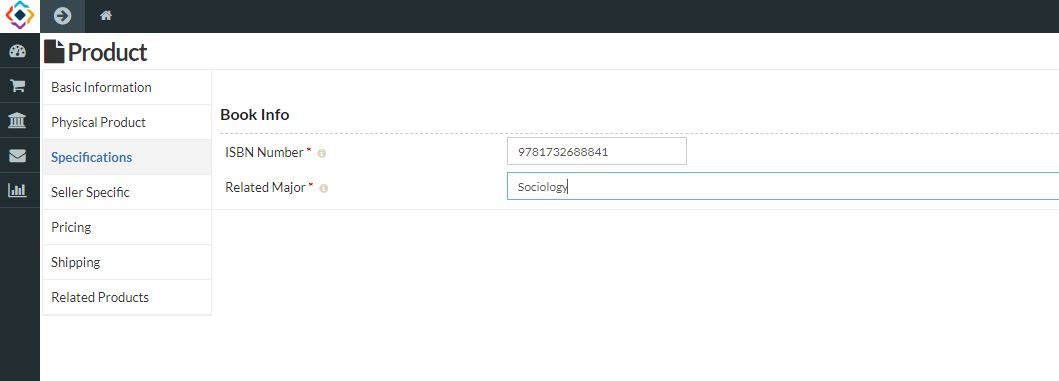 Product
Basic Information
Physical Product
Specifications
Seller Specific
Pricing
Shipping
Related Products
Book Info
ISBN Number * 9781732688841
Related Major * Sociology